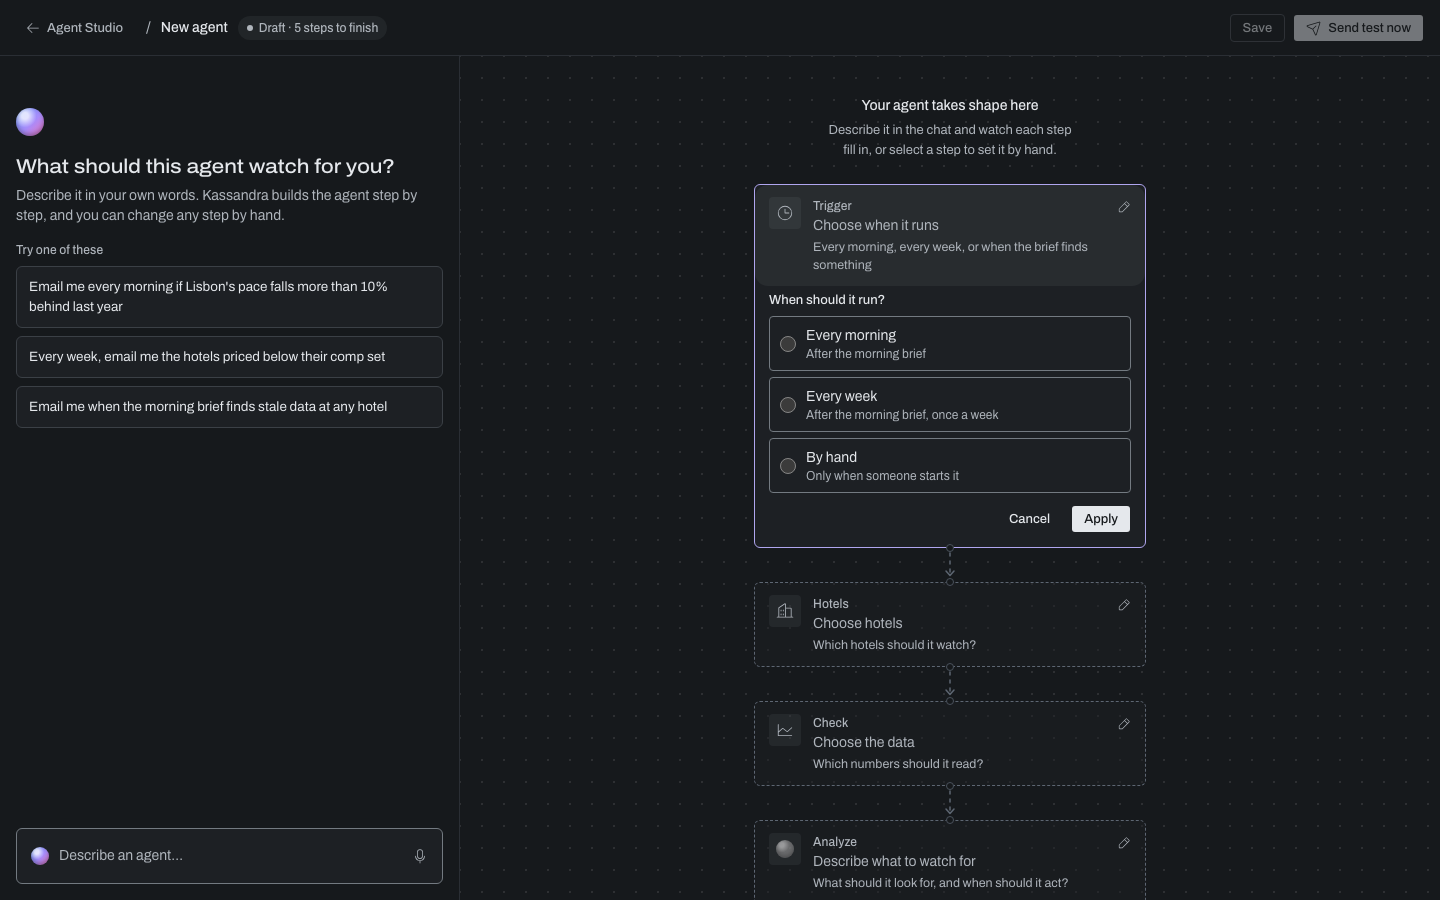 Agent Studio / New agent Draft · 5 steps to finish Save Send test now
What should this agent watch for you?
Describe it in your own words. Kassandra builds the agent step by
step, and you can change any step by hand.
Try one of these
Email me every morning if Lisbon's pace falls more than 10%
behind last year
Every week, email me the hotels priced below their comp set
Email me when the morning brief finds stale data at any hotel
Describe an agent...
Your agent takes shape here
Describe it in the chat and watch each step
fill in, or select a step to set it by hand.
Trigger
Choose when it runs
Every morning, every week, or when the brief finds
something
When should it run?
Every morning
After the morning brief
Every week
After the morning brief, once a week
By hand
Only when someone starts it
Cancel Apply
Hotels
Choose hotels
Which hotels should it watch?
Check
Choose the data
Which numbers should it read?
Analyze
Describe what to watch for
What should it look for, and when should it act?